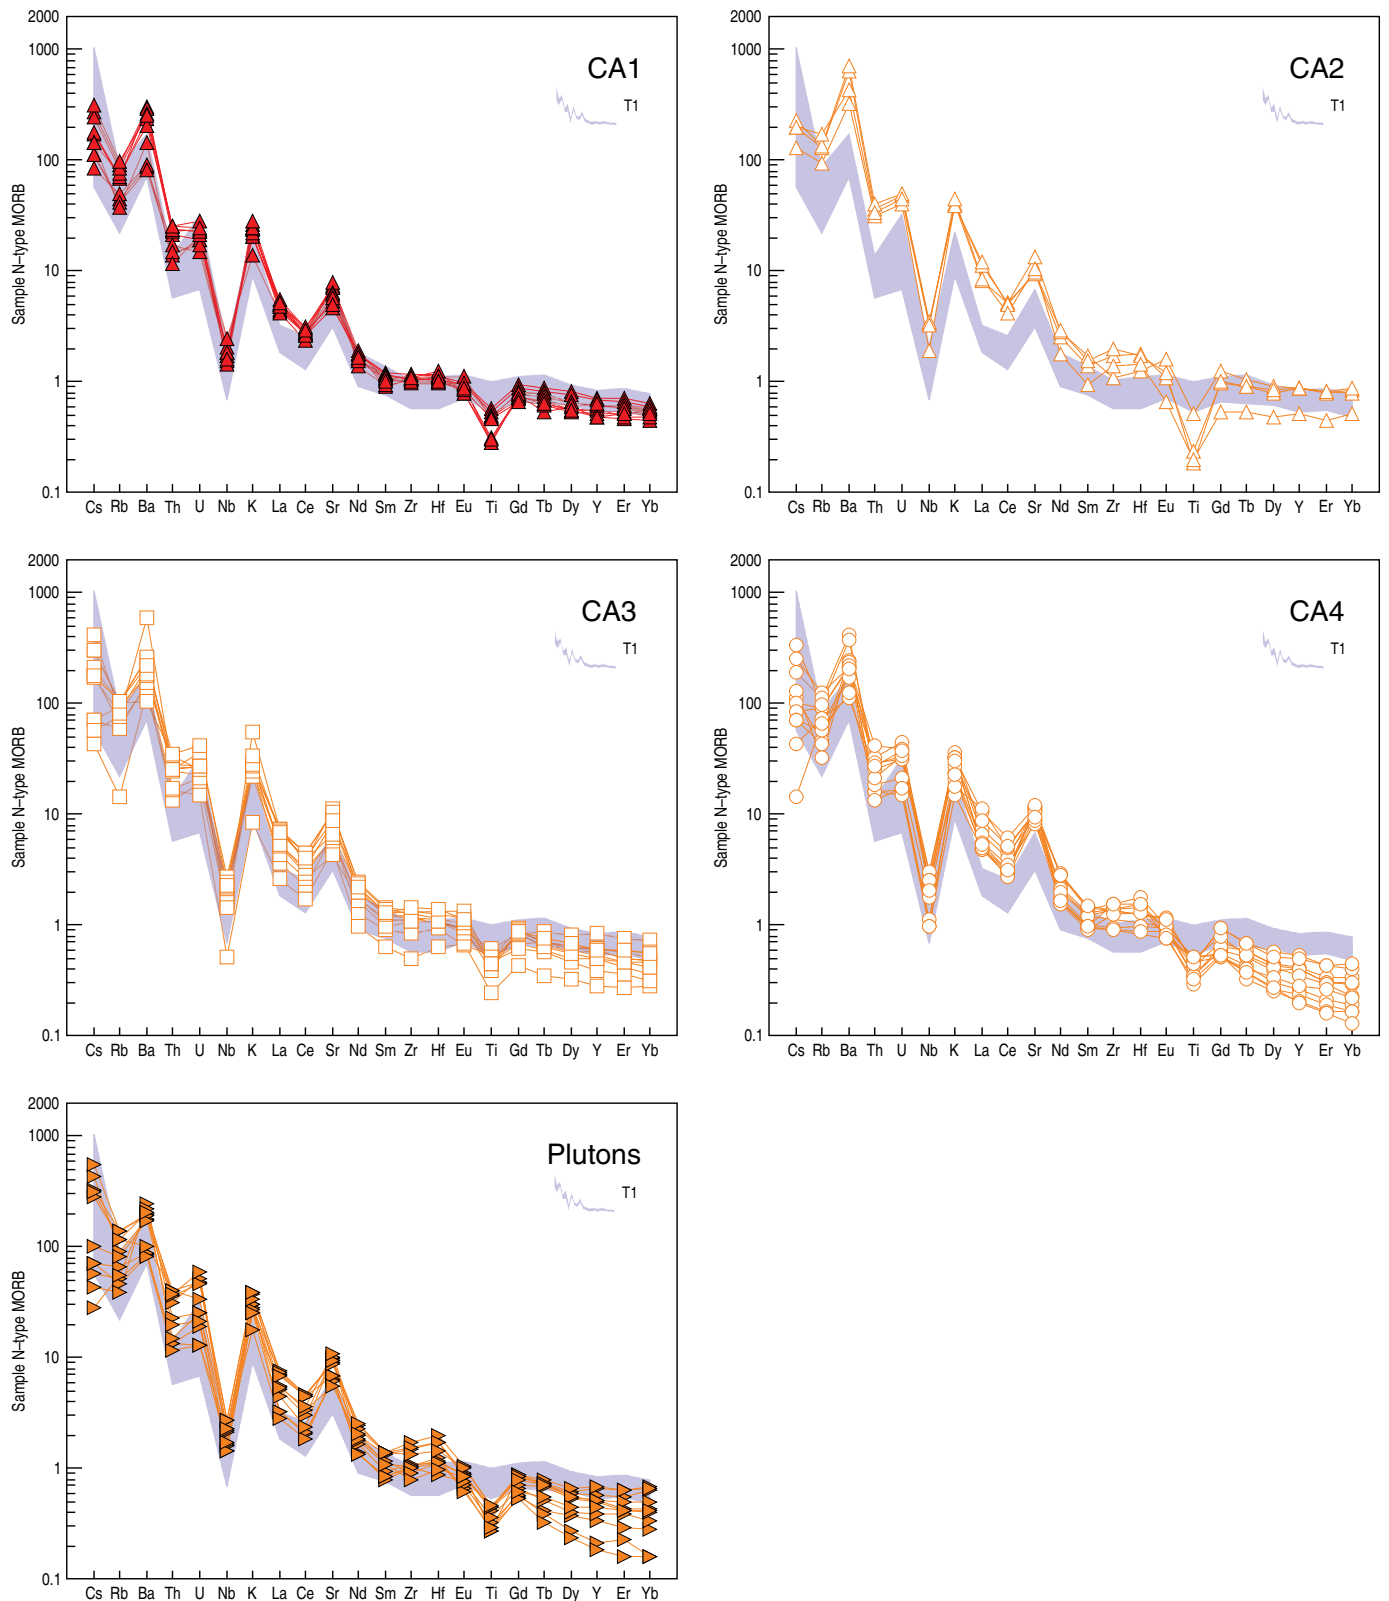 2000
1000
100
10
1
0.1
Sample N–type MORB
CA1
T1
Cs Rb Ba Th U Nb K La Ce Sr Nd Sm Zr Hf Eu Ti Gd Tb Dy Y Er Yb
2000
1000
100
10
1
0.1
Sample N–type MORB
CA2
T1
Cs Rb Ba Th U Nb K La Ce Sr Nd Sm Zr Hf Eu Ti Gd Tb Dy Y Er Yb
2000
1000
100
10
1
0.1
Sample N–type MORB
CA3
T1
Cs Rb Ba Th U Nb K La Ce Sr Nd Sm Zr Hf Eu Ti Gd Tb Dy Y Er Yb
2000
1000
100
10
1
0.1
Sample N–type MORB
CA4
T1
Cs Rb Ba Th U Nb K La Ce Sr Nd Sm Zr Hf Eu Ti Gd Tb Dy Y Er Yb
2000
1000
100
10
1
0.1
Sample N–type MORB
Plutons
T1
Cs Rb Ba Th U Nb K La Ce Sr Nd Sm Zr Hf Eu Ti Gd Tb Dy Y Er Yb